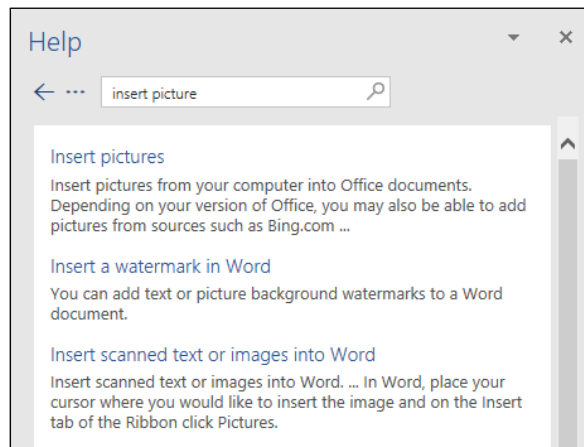 Help
insert picture
Insert pictures
Insert pictures from your computer into Office documents.
Depending on your version of Office, you may also be able to add
pictures from sources such as Bing.com ...
Insert a watermark in Word
You can add text or picture background watermarks to a Word
document.
Insert scanned text or images into Word
Insert scanned text or images into Word. ... In Word, place your
cursor where you would like to insert the image and on the Insert
tab of the Ribbon click Pictures.